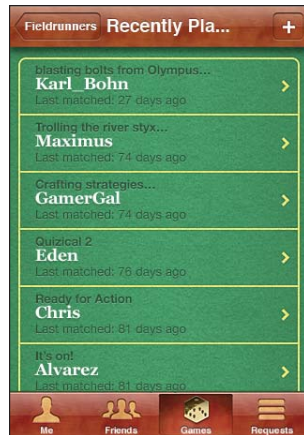 Fieldrunners
Recently Pla...
+
blasting bolts from Olympus...
Karl_Bohn
Last matched: 27 days ago
Trolling the river styx...
Maximus
Last matched: 74 days ago
Crafting strategies...
GamerGal
Last matched: 74 days ago
Quizical 2
Eden
Last matched: 76 days ago
Ready for Action
Chris
Last matched: 81 days ago
It's on!
Alvarez
Last matched: 81 days ago
Me
Friends
Games
Requests